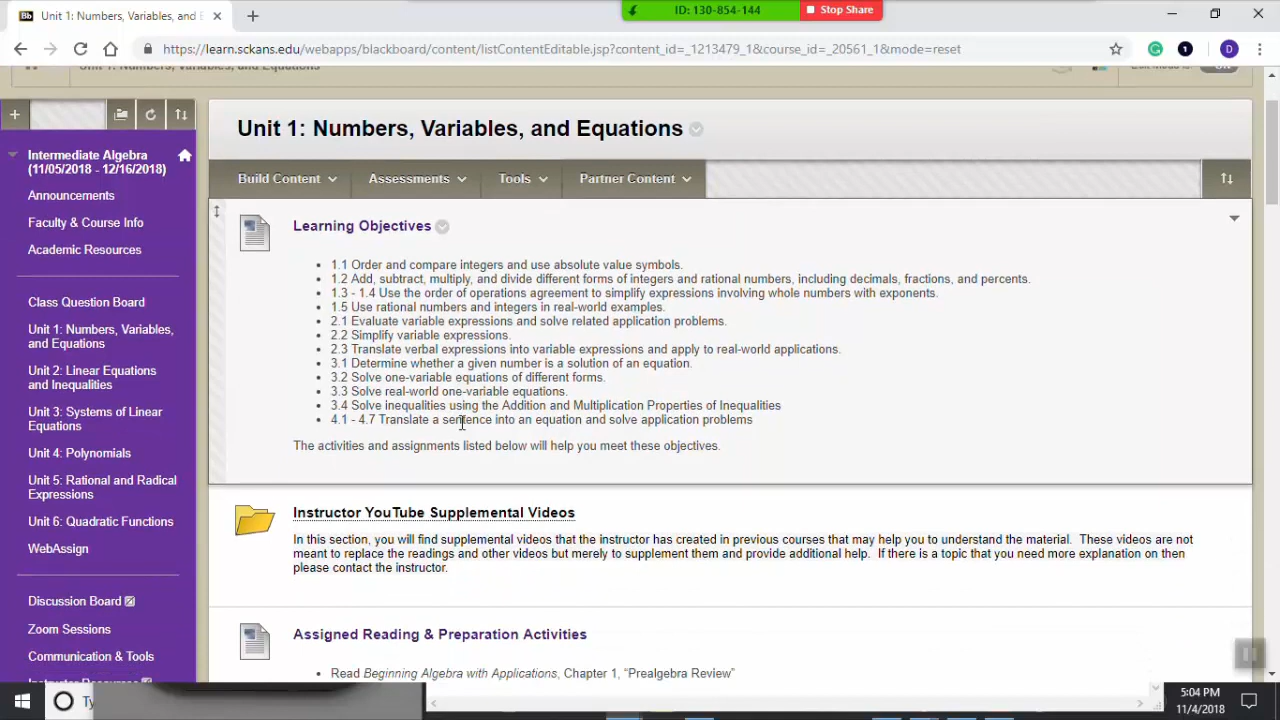 Unit 1: Numbers, Variables, and E
ID: 130-854-144
Stop Share
https://learn.sckans.edu/webapps/blackboard/content/listContentEditable.jsp?content_id=_1213479_1&course_id=_20561_1&mode=reset
1
D
Unit 1: Numbers, Variables, and Equations
Intermediate Algebra
(11/05/2018 - 12/16/2018)
Announcements
Faculty & Course Info
Academic Resources
Class Question Board
Unit 1: Numbers, Variables,
and Equations
Unit 2: Linear Equations
and Inequalities
Unit 3: Systems of Linear
Equations
Unit 4: Polynomials
Unit 5: Rational and Radical
Expressions
Unit 6: Quadratic Functions
WebAssign
Discussion Board
Zoom Sessions
Communication & Tools
Unit 1: Numbers, Variables, and Equations
Build Content
Assessments
Tools
Partner Content
Learning Objectives
• 1.1 Order and compare integers and use absolute value symbols.
• 1.2 Add, subtract, multiply, and divide different forms of integers and rational numbers, including decimals, fractions, and percents.
• 1.3 - 1.4 Use the order of operations agreement to simplify expressions involving whole numbers with exponents.
• 1.5 Use rational numbers and integers in real-world examples.
• 2.1 Evaluate variable expressions and solve related application problems.
• 2.2 Simplify variable expressions.
• 2.3 Translate verbal expressions into variable expressions and apply to real-world applications.
• 3.1 Determine whether a given number is a solution of an equation.
• 3.2 Solve one-variable equations of different forms.
• 3.3 Solve real-world one-variable equations.
• 3.4 Solve inequalities using the Addition and Multiplication Properties of Inequalities
• 4.1 - 4.7 Translate a sentence into an equation and solve application problems
The activities and assignments listed below will help you meet these objectives.
Instructor YouTube Supplemental Videos
In this section, you will find supplemental videos that the instructor has created in previous courses that may help you to understand the material. These videos are not
meant to replace the readings and other videos but merely to supplement them and provide additional help. If there is a topic that you need more explanation on then
please contact the instructor.
Assigned Reading & Preparation Activities
• Read Beginning Algebra with Applications, Chapter 1, “Prealgebra Review”
Ty
5:04 PM
11/4/2018